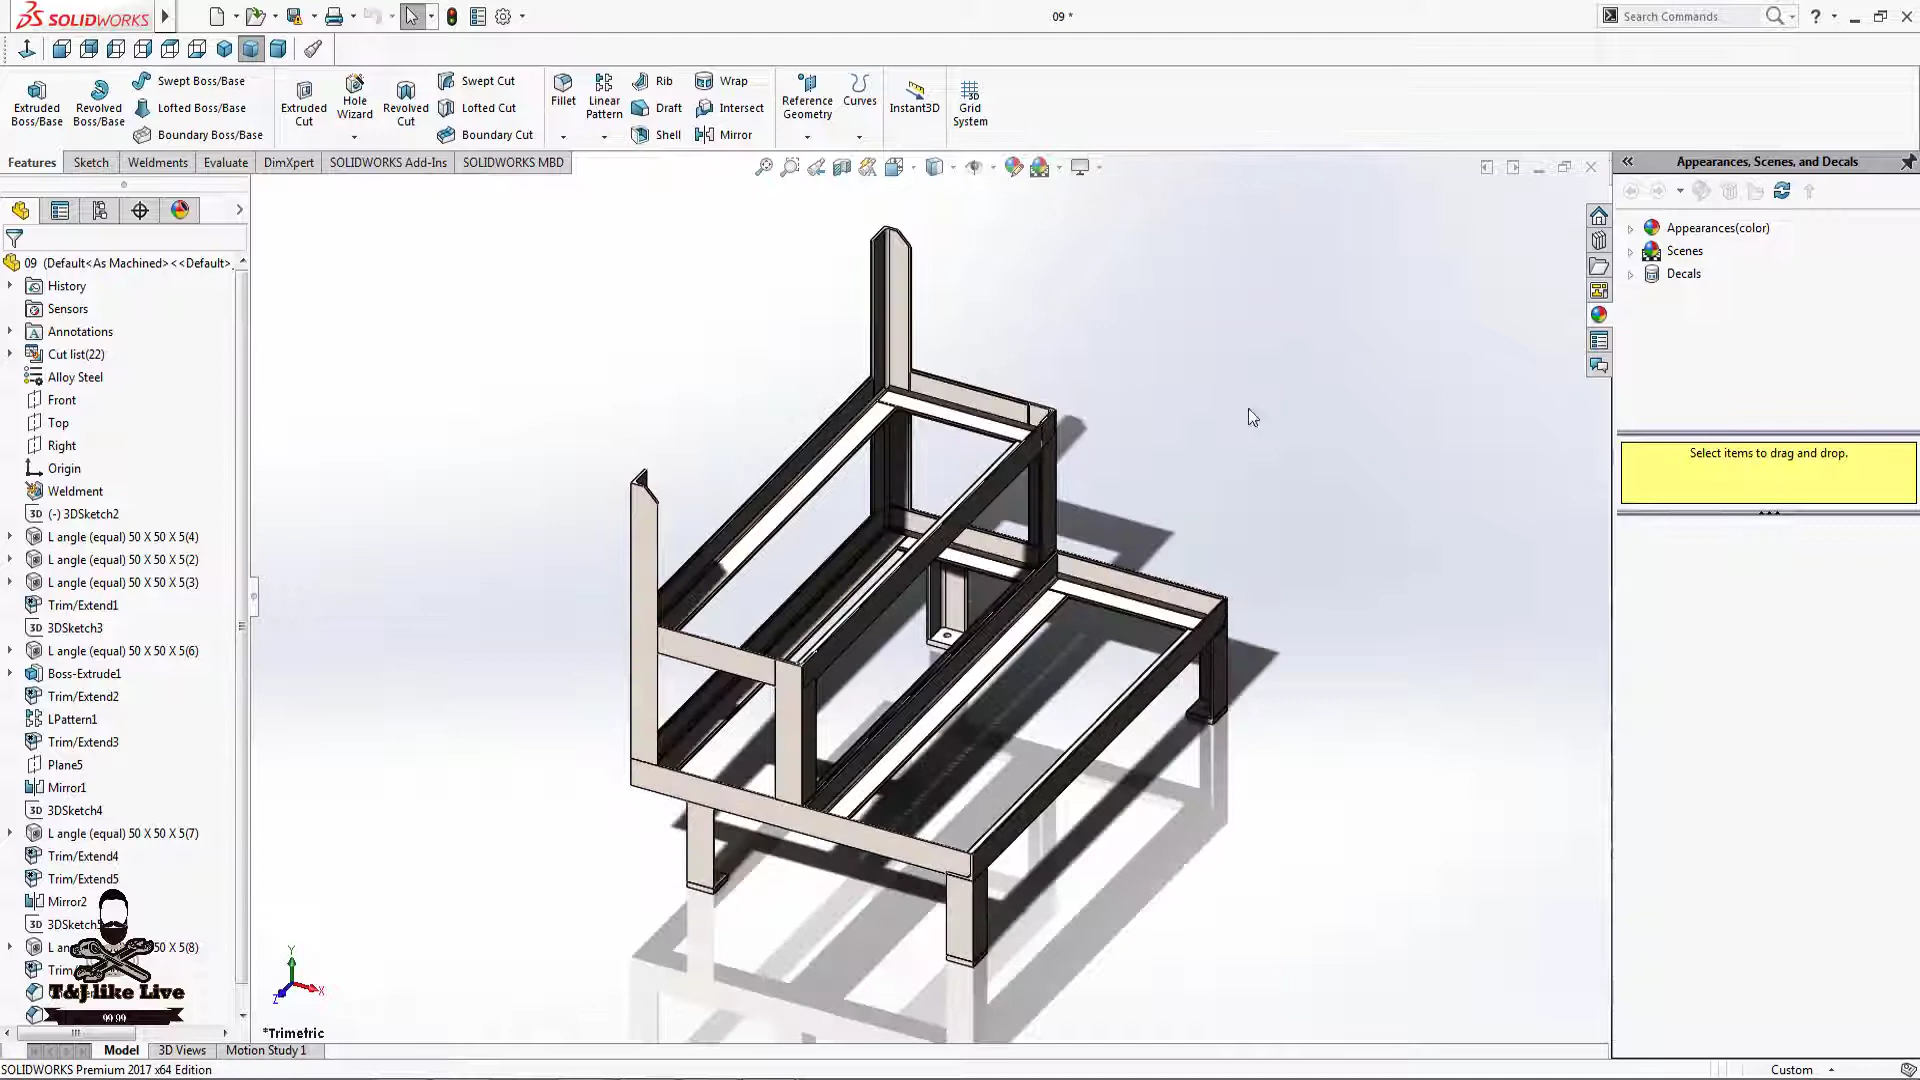 SOLIDWORKS
09 *
Search Commands
Extruded Boss/Base
Revolved Boss/Base
Swept Boss/Base
Lofted Boss/Base
Boundary Boss/Base
Extruded Cut
Hole Wizard
Revolved Cut
Swept Cut
Lofted Cut
Boundary Cut
Fillet
Linear Pattern
Rib
Draft
Shell
Wrap
Intersect
Mirror
Reference Geometry
Curves
Instant3D
Grid System
Features
Sketch
Weldments
Evaluate
DimXpert
SOLIDWORKS Add-Ins
SOLIDWORKS MBD
Appearances, Scenes, and Decals
Appearances(color)
Scenes
Decals
Select items to drag and drop.
09 (Default<As Machined><<Default>.
History
Sensors
Annotations
Cut list(22)
Alloy Steel
Front
Top
Right
Origin
Weldment
3D (-) 3DSketch2
L angle (equal) 50 X 50 X 5(4)
L angle (equal) 50 X 50 X 5(2)
L angle (equal) 50 X 50 X 5(3)
Trim/Extend1
3D 3DSketch3
L angle (equal) 50 X 50 X 5(6)
Boss-Extrude1
Trim/Extend2
LPattern1
Trim/Extend3
Plane5
Mirror1
3D 3DSketch4
L angle (equal) 50 X 50 X 5(7)
Trim/Extend4
Trim/Extend5
Mirror2
3D 3DSketch
50 X 5(8)
T&J like Live
99.99
Y
X
Z
*Trimetric
Model
3D Views
Motion Study 1
SOLIDWORKS Premium 2017 x64 Edition
Custom